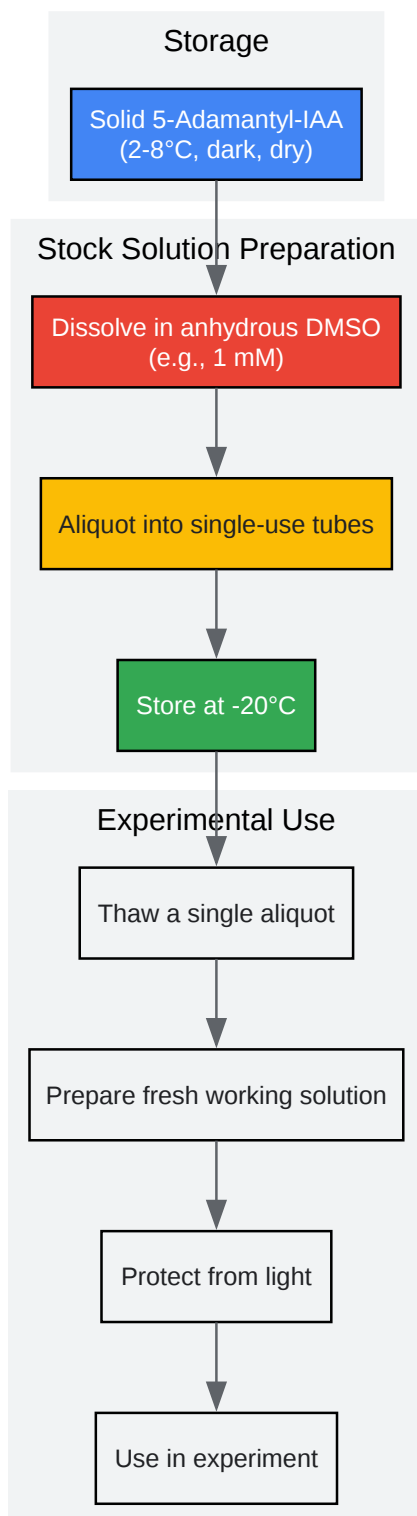 Storage
Solid 5-Adamantyl-IAA
(2-8°C, dark, dry)
Stock Solution Preparation
Dissolve in anhydrous DMSO
(e.g., 1 mM)
Aliquot into single-use tubes
Store at -20°C
Experimental Use
Thaw a single aliquot
Prepare fresh working solution
Protect from light
Use in experiment